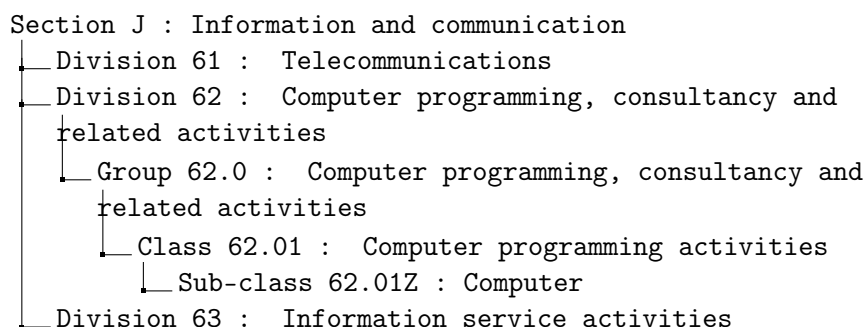 Section J : Information and communication
Division 61 : Telecommunications
Division 62 : Computer programming, consultancy and
related activities
Group 62.0 : Computer programming, consultancy and
related activities
Class 62.01 : Computer programming activities
Sub-class 62.01Z : Computer
Division 63 : Information service activities